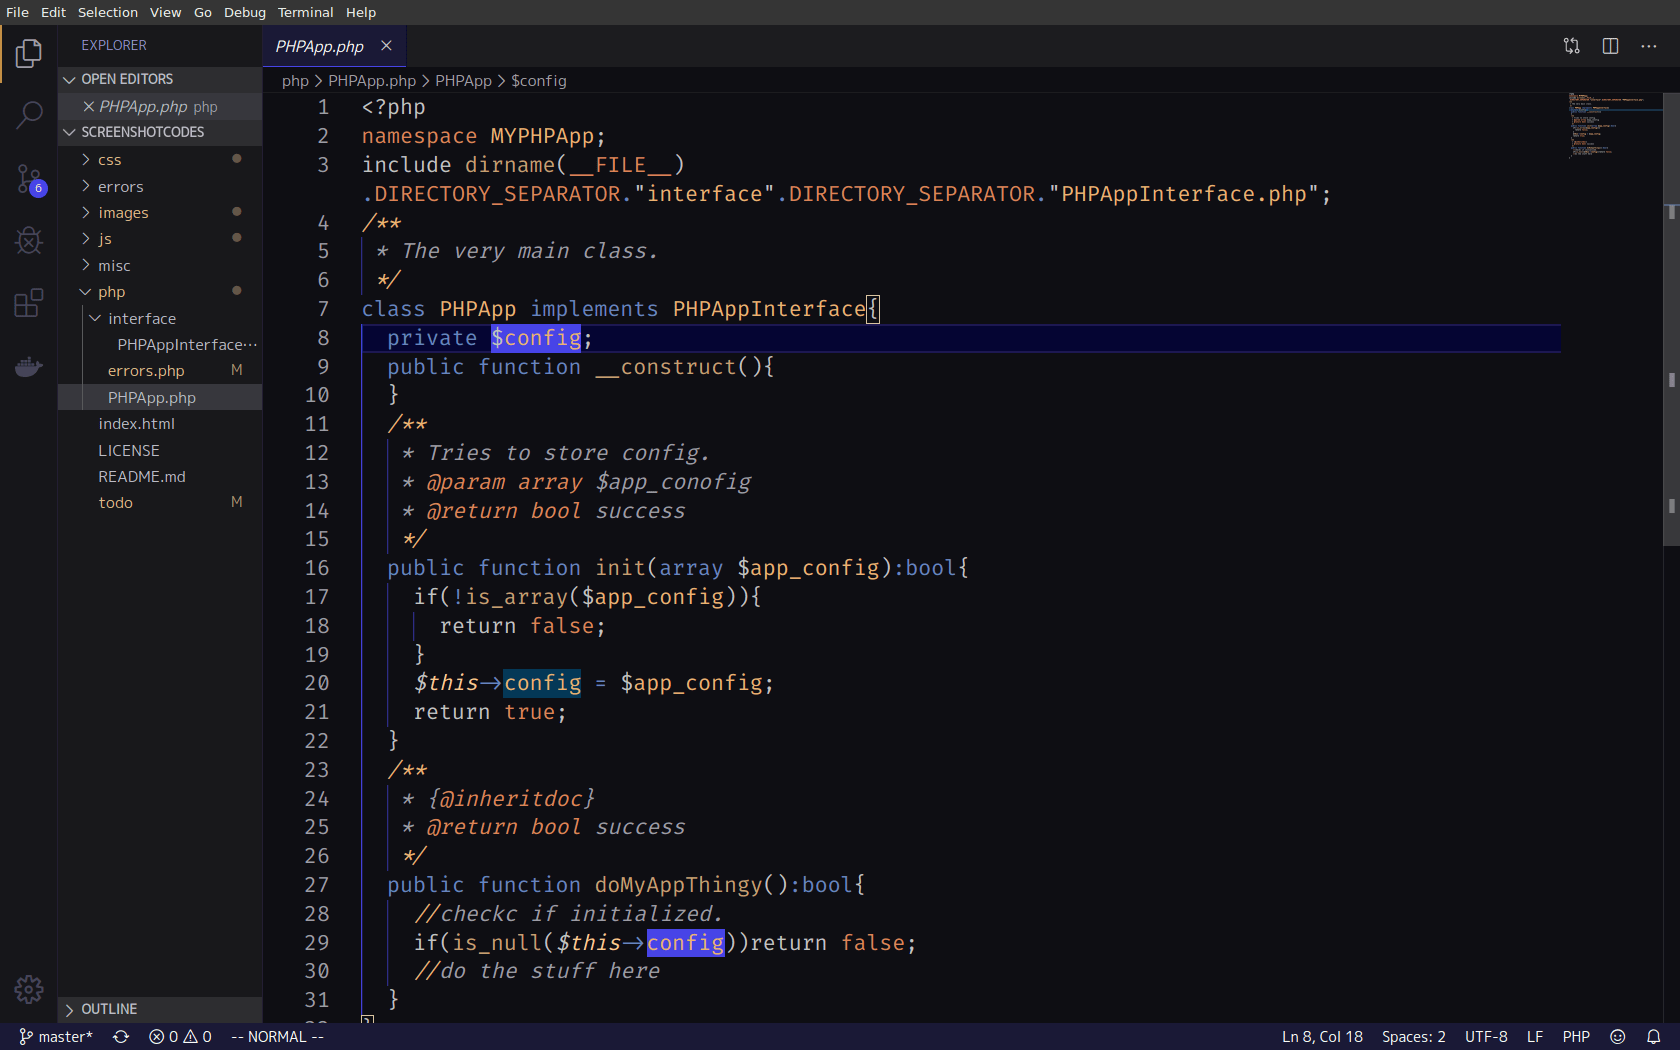 File Edit Selection View Go Debug Terminal Help
EXPLORER
OPEN EDITORS
PHPApp.php php
SCREENSHOTCODES
css
errors
images
js
misc
php
interface
PHPAppInterface···
errors.php M
PHPApp.php
index.html
LICENSE
README.md
todo M
OUTLINE
6
PHPApp.php
php > PHPApp.php > PHPApp > $config
1 <?php
2 namespace MYPHPApp;
3 include dirname(__FILE__)
.DIRECTORY_SEPARATOR."interface".DIRECTORY_SEPARATOR."PHPAppInterface.php";
4 /**
5 * The very main class.
6 */
7 class PHPApp implements PHPAppInterface{
8 private $config;
9 public function __construct(){
10 }
11 /**
12 * Tries to store config.
13 * @param array $app_conofig
14 * @return bool success
15 */
16 public function init(array $app_config):bool{
17 if(!is_array($app_config)){
18 return false;
19 }
20 $this->config = $app_config;
21 return true;
22 }
23 /**
24 * {@inheritdoc}
25 * @return bool success
26 */
27 public function doMyAppThingy():bool{
28 //checkc if initialized.
29 if(is_null($this->config))return false;
30 //do the stuff here
31 }
master* 0 0 -- NORMAL -- Ln 8, Col 18 Spaces: 2 UTF-8 LF PHP